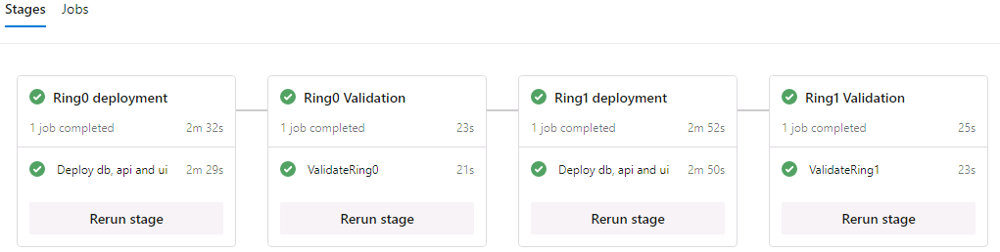 Stages Jobs
Ring0 deployment
1 job completed 2m 32s
Deploy db, api and ui 2m 29s
Rerun stage
Ring0 Validation
1 job completed 23s
ValidateRing0 21s
Rerun stage
Ring1 deployment
1 job completed 2m 52s
Deploy db, api and ui 2m 50s
Rerun stage
Ring1 Validation
1 job completed 25s
ValidateRing1 23s
Rerun stage